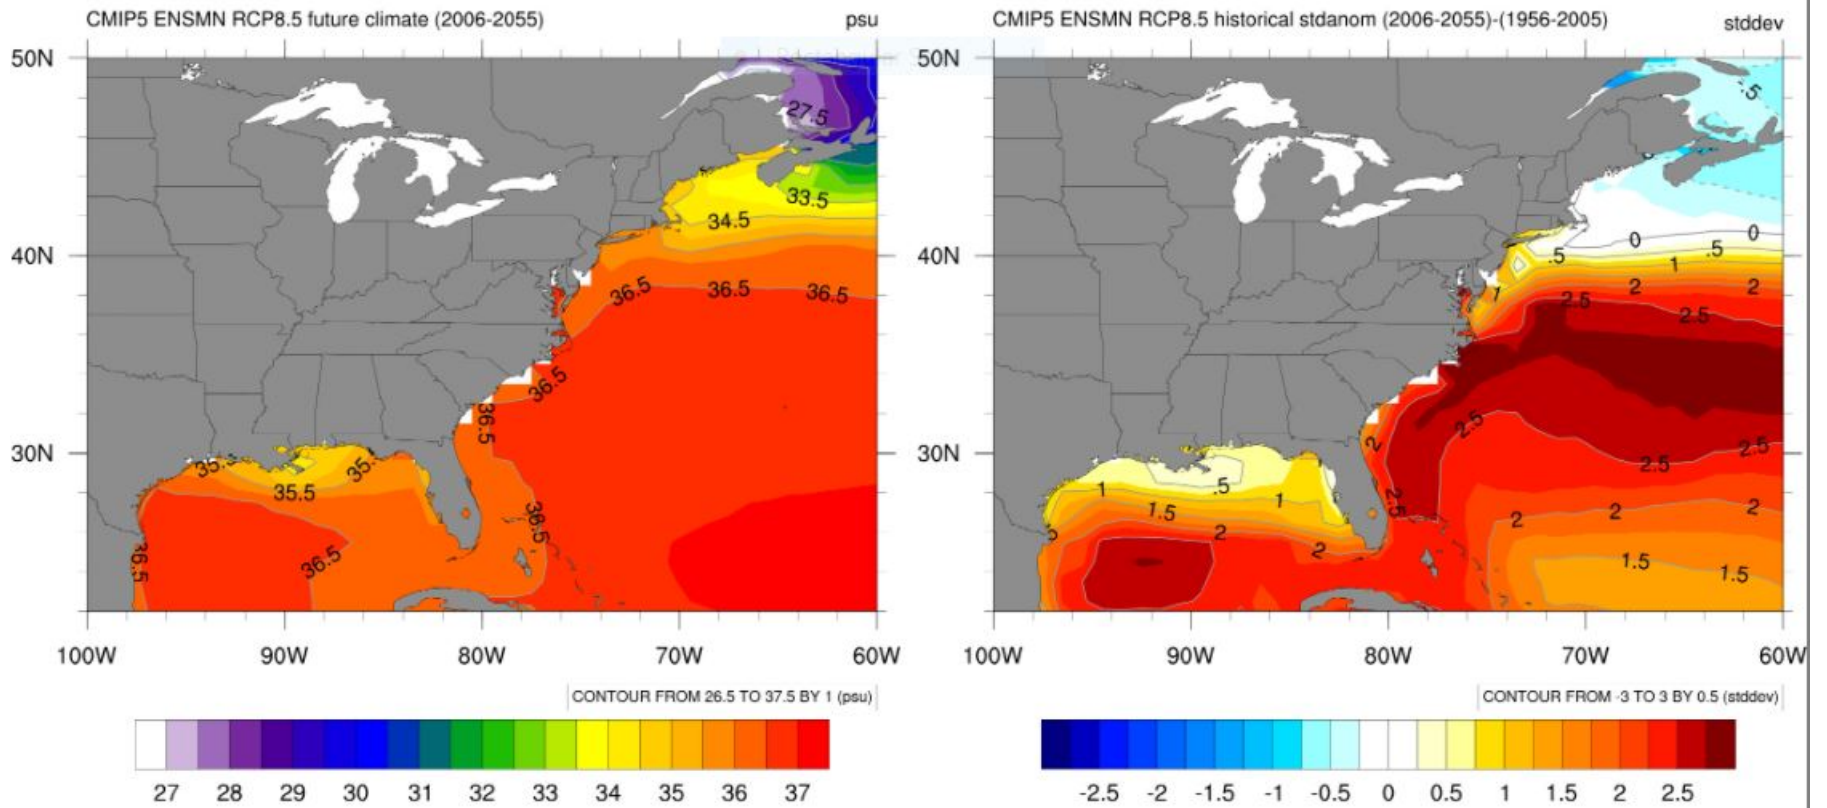 CMIP5 ENSMN RCP8.5 future climate (2006-2055) psu
50N
40N
30N
27.5
33.5
34.5
36.5 36.5 36.5
36.5
36.5
35.5
36.5
36.5
36.5
100W 90W 80W 70W 60W
CONTOUR FROM 26.5 TO 37.5 BY 1 (psu)
27 28 29 30 31 32 33 34 35 36 37
CMIP5 ENSMN RCP8.5 historical stdanom (2006-2055)-(1956-2005) stddev
50N
40N
30N
.5
0 0
.5 .5
1
1 2 2
2.5 2.5
2 2.5 2.5 2.5
1 .5 1 2.5
1.5 2 2 2 2 2
1.5 1.5
100W 90W 80W 70W 60W
CONTOUR FROM -3 TO 3 BY 0.5 (stddev)
-2.5 -2 -1.5 -1 -0.5 0 0.5 1 1.5 2 2.5